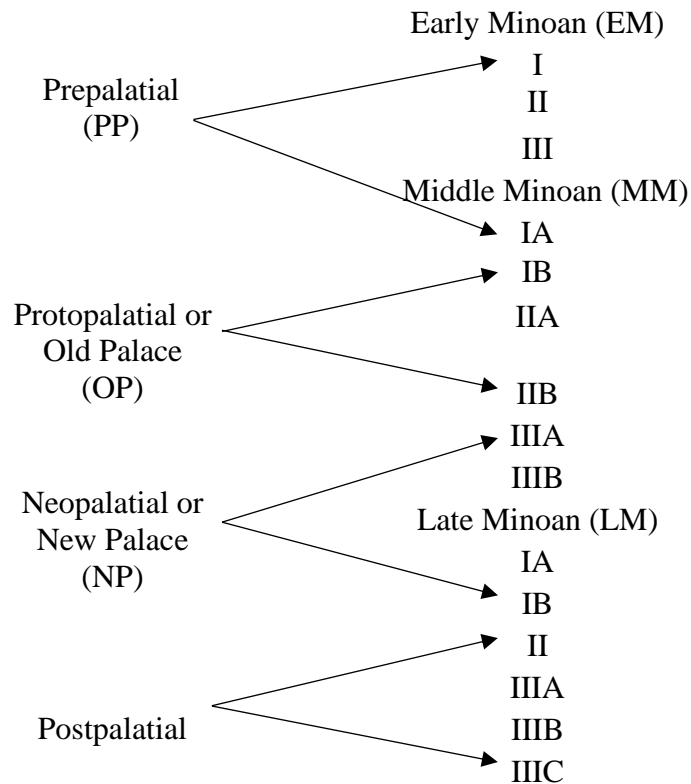 Early Minoan (EM)
I
Prepalatial
(PP)
II
III
Middle Minoan (MM)
IA
IB
Protopalatial or
Old Palace
(OP)
IIA
IIB
IIIA
IIIB
Neopalatial or
New Palace
(NP)
Late Minoan (LM)
IA
IB
II
IIIA
Postpalatial
IIIB
IIIC